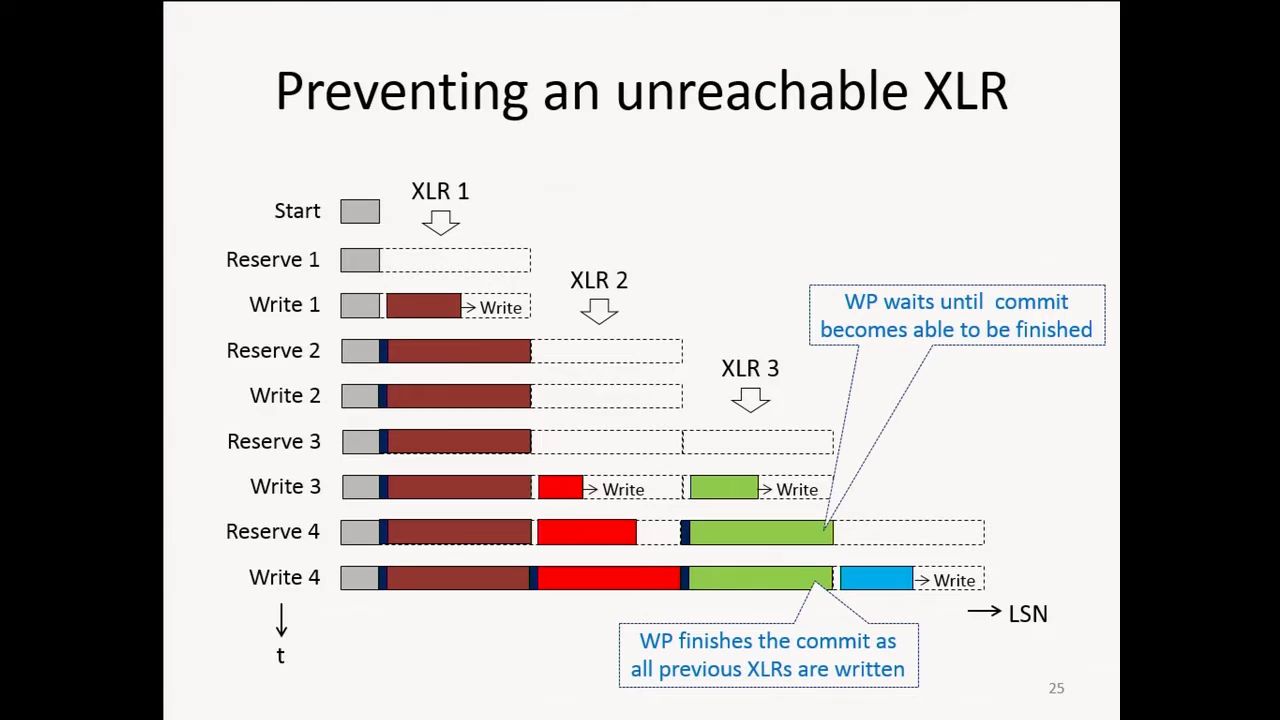 Preventing an unreachable XLR
XLR 1
Start
Reserve 1
XLR 2
Write 1
Write
WP waits until  commit
becomes able to be finished
Reserve 2
XLR 3
Write 2
Reserve 3
Write 3
Write
Write
Reserve 4
Write 4
Write
LSN
t
WP finishes the commit as
all previous XLRs are written
25